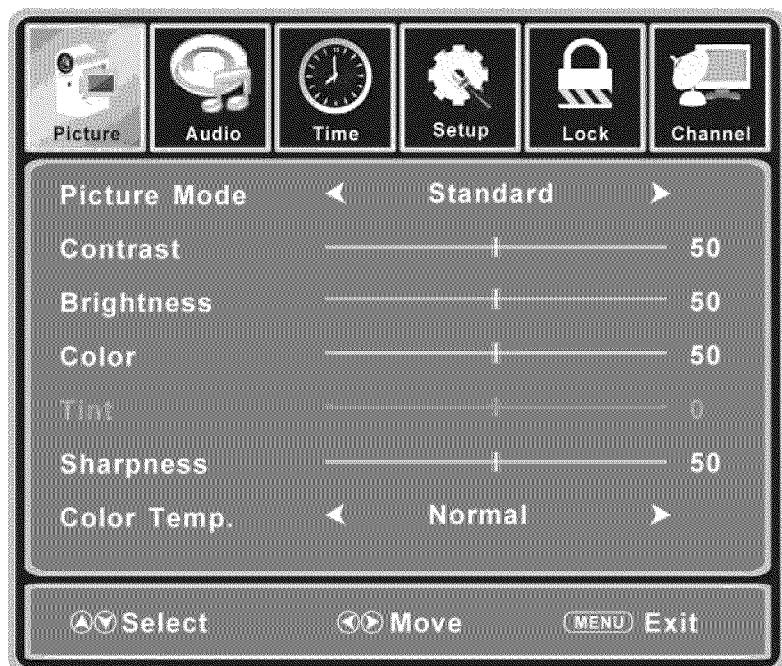 Picture Audio Time Setup Lock Channel
Picture Mode Standard
Contrast 50
Brightness 50
Color 50
Tint 0
Sharpness 50
Color Temp. Normal
Select Move MENU Exit